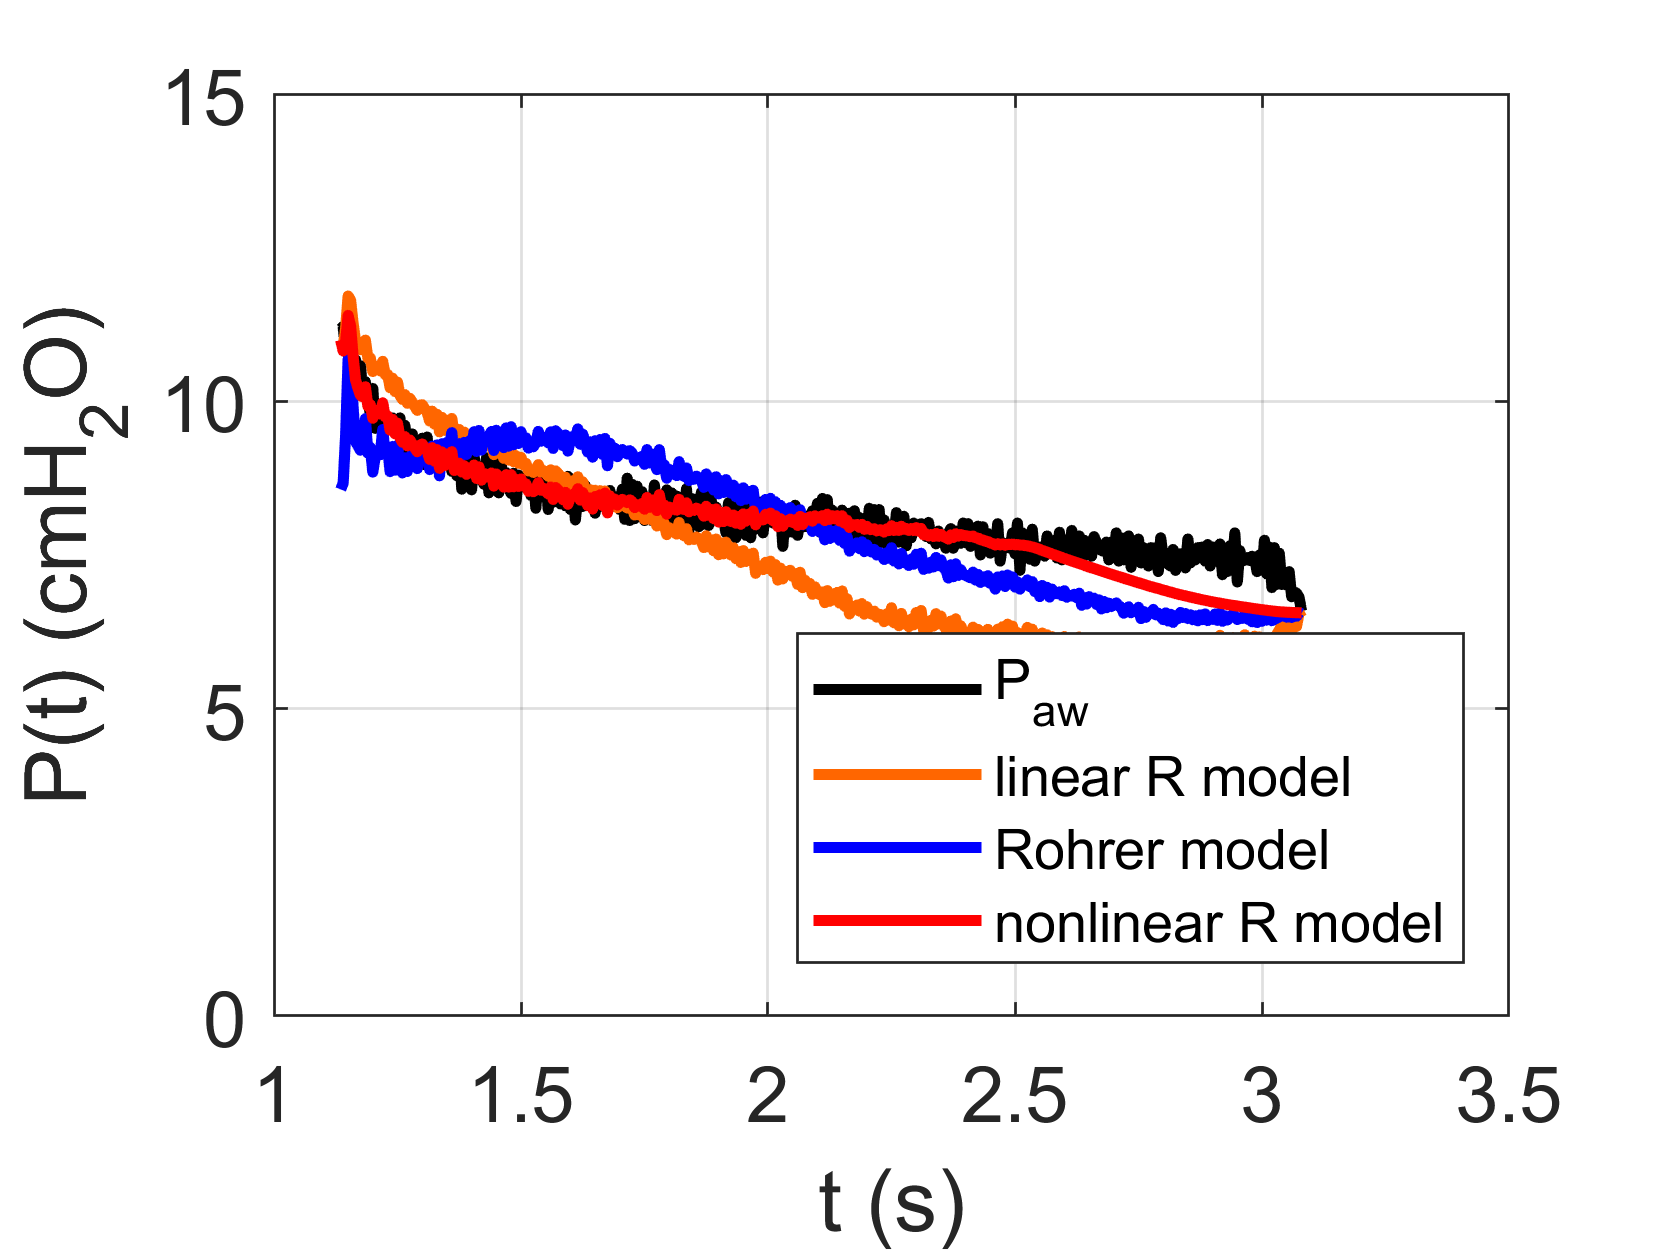 15
10
5
0
P(t) (cmH2O)
1 1.5 2 2.5 3 3.5
t (s)
Paw
linear R model
Rohrer model
nonlinear R model